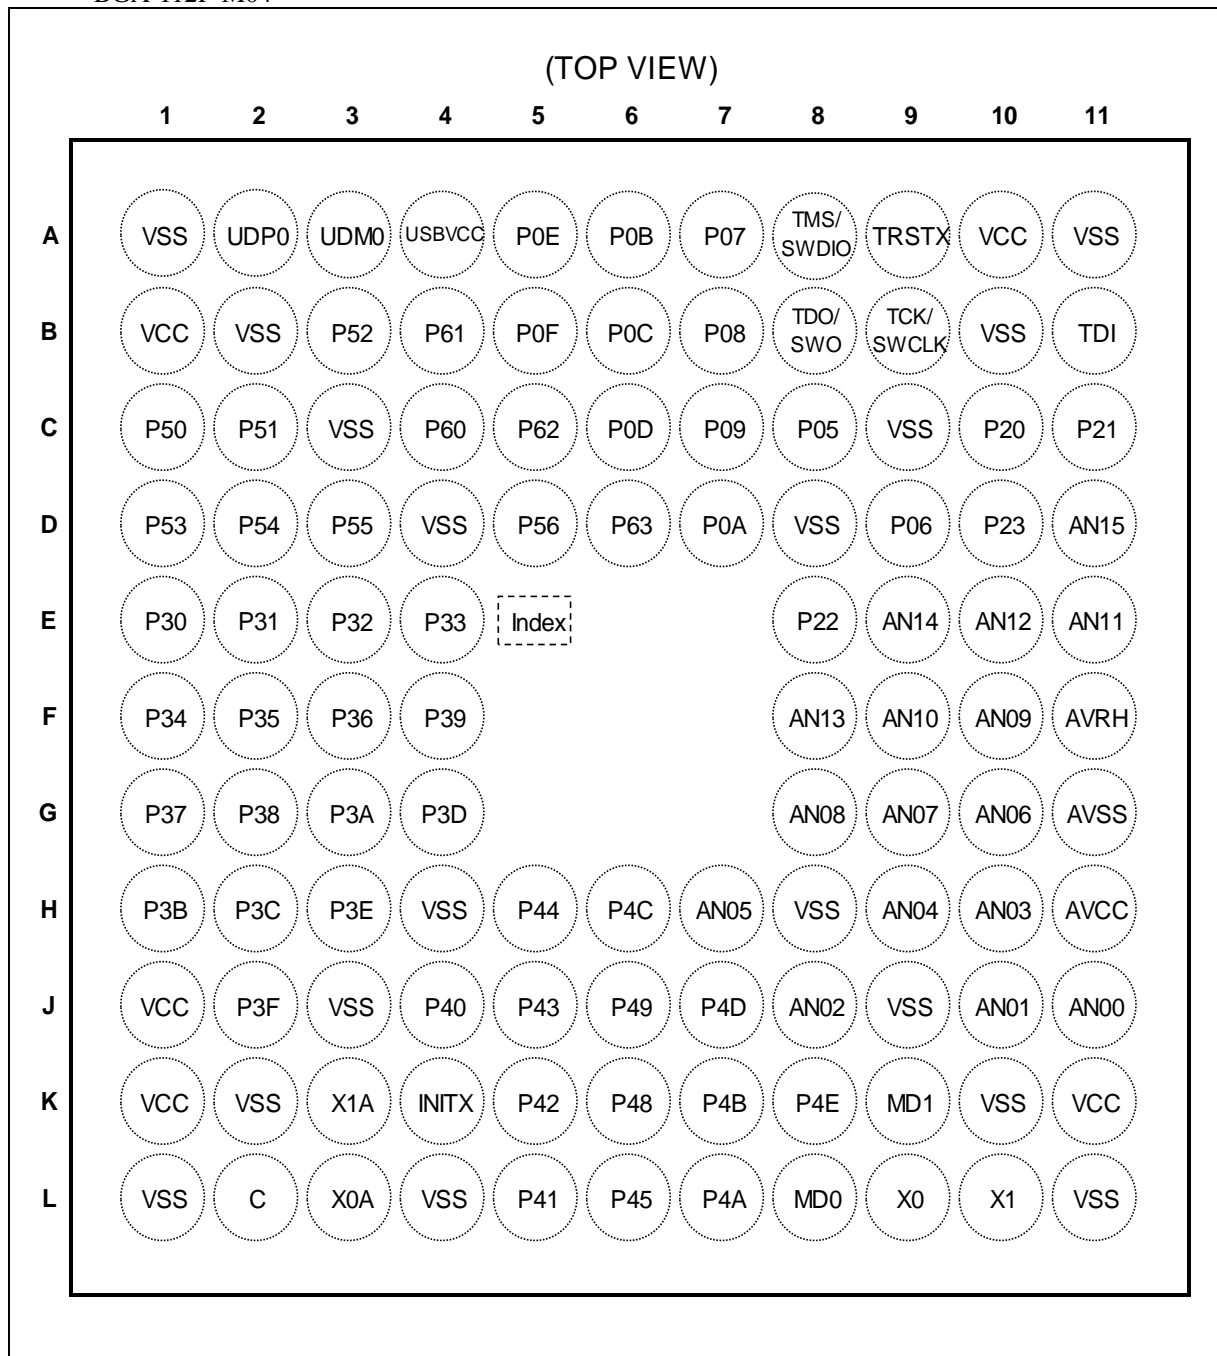 BGA-112P-M04
(TOP VIEW)
1 2 3 4 5 6 7 8 9 10 11
A VSS UDP0 UDM0 USBVCC P0E P0B P07 TMS/ SWDIO TRSTX VCC VSS
B VCC VSS P52 P61 P0F P0C P08 TDO/ SWO TCK/ SWCLK VSS TDI
C P50 P51 VSS P60 P62 P0D P09 P05 VSS P20 P21
D P53 P54 P55 VSS P56 P63 P0A VSS P06 P23 AN15
E P30 P31 P32 P33 Index P22 AN14 AN12 AN11
F P34 P35 P36 P39 AN13 AN10 AN09 AVRH
G P37 P38 P3A P3D AN08 AN07 AN06 AVSS
H P3B P3C P3E VSS P44 P4C AN05 VSS AN04 AN03 AVCC
J VCC P3F VSS P40 P43 P49 P4D AN02 VSS AN01 AN00
K VCC VSS X1A INITX P42 P48 P4B P4E MD1 VSS VCC
L VSS C X0A VSS P41 P45 P4A MD0 X0 X1 VSS